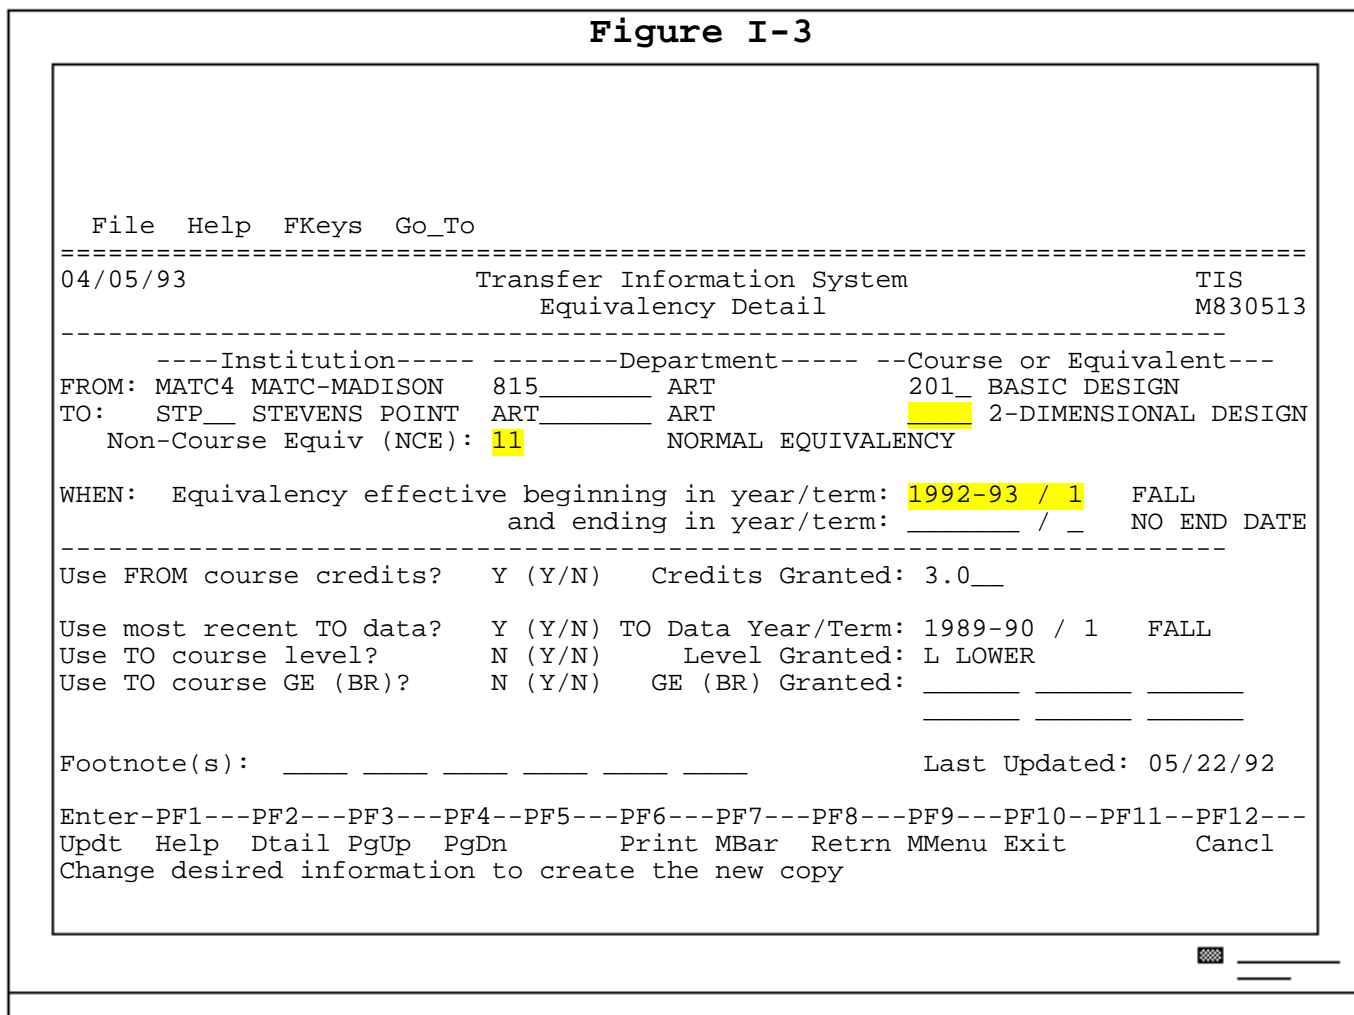 Figure I-3
File  Help  FKeys  Go_To
==============================================================================
04/05/93                  Transfer Information System                  TIS
                              Equivalency Detail                       M830513
-------------------------------------------------------------------------
      ----Institution----- --------Department----- --Course or Equivalent---
FROM: MATC4 MATC-MADISON   815_______ ART            201_ BASIC DESIGN
TO:   STP__ STEVENS POINT  ART_______ ART            ____ 2-DIMENSIONAL DESIGN
   Non-Course Equiv (NCE): 11         NORMAL EQUIVALENCY
WHEN:  Equivalency effective beginning in year/term: 1992-93 / 1   FALL
                            and ending in year/term: _______ / _   NO END DATE
-------------------------------------------------------------------------
Use FROM course credits?   Y (Y/N)   Credits Granted: 3.0__
Use most recent TO data?   Y (Y/N) TO Data Year/Term: 1989-90 / 1   FALL
Use TO course level?       N (Y/N)     Level Granted: L LOWER
Use TO course GE (BR)?     N (Y/N)   GE (BR) Granted: ______ ______ ______
                                                      ______ ______ ______
Footnote(s):  ____ ____ ____ ____ ____ ____           Last Updated: 05/22/92
Enter-PF1---PF2---PF3---PF4--PF5---PF6---PF7---PF8---PF9---PF10--PF11--PF12---
Updt  Help  Dtail PgUp  PgDn       Print MBar  Retrn MMenu Exit        Cancl
Change desired information to create the new copy